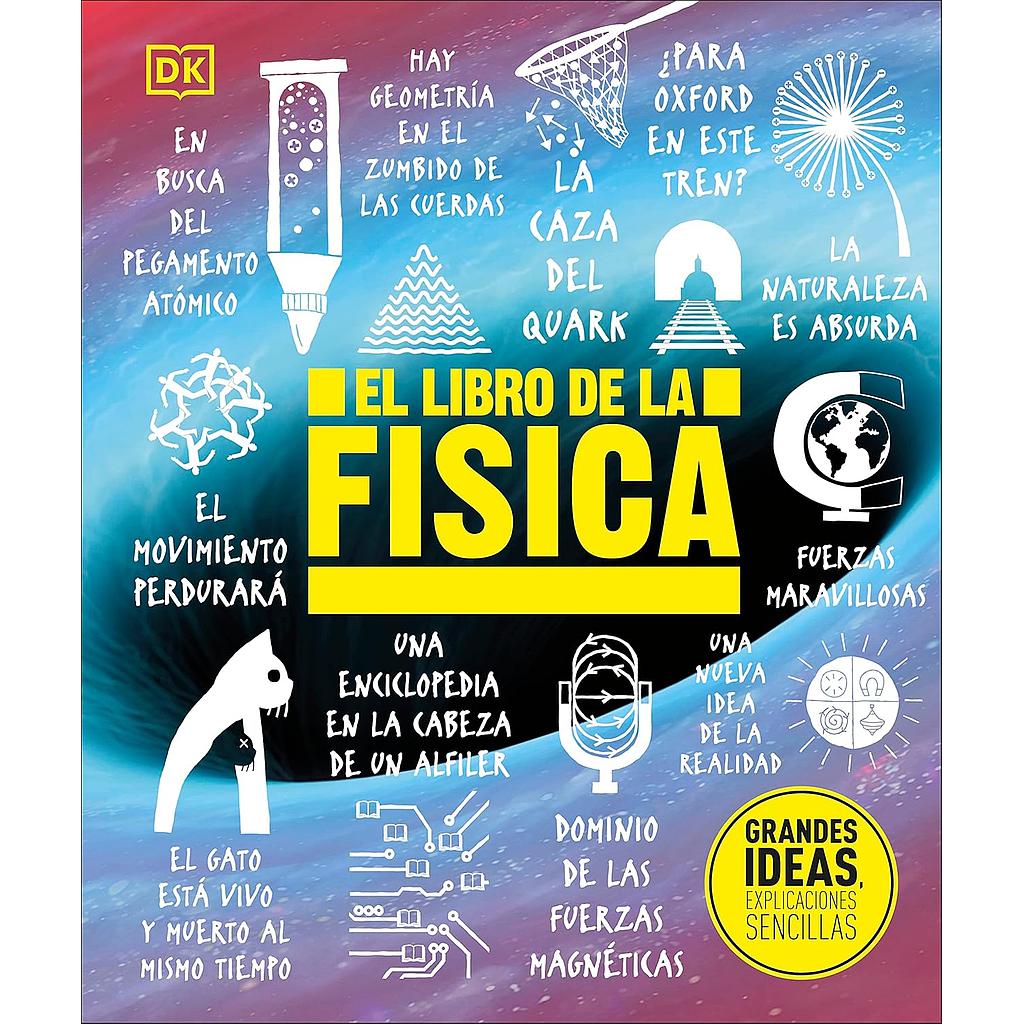 DK
EN
BUSCA
DEL
PEGAMENTO
ATÓMICO
HAY
GEOMETRÍA
EN EL
ZUMBIDO DE
LAS CUERDAS
LA
CAZA
DEL
QUARK
¿PARA
OXFORD
EN ESTE
TREN?
LA
NATURALEZA
ES ABSURDA
EL LIBRO DE LA
FISICA
EL
MOVIMIENTO
PERDURARÁ
FUERZAS
MARAVILLOSAS
UNA
ENCICLOPEDIA
EN LA CABEZA
DE UN ALFILER
UNA
NUEVA
IDEA
DE LA
REALIDAD
EL GATO
ESTÁ VIVO
Y MUERTO AL
MISMO TIEMPO
DOMINIO
DE LAS
FUERZAS
MAGNÉTICAS
GRANDES
IDEAS,
EXPLICACIONES
SENCILLAS